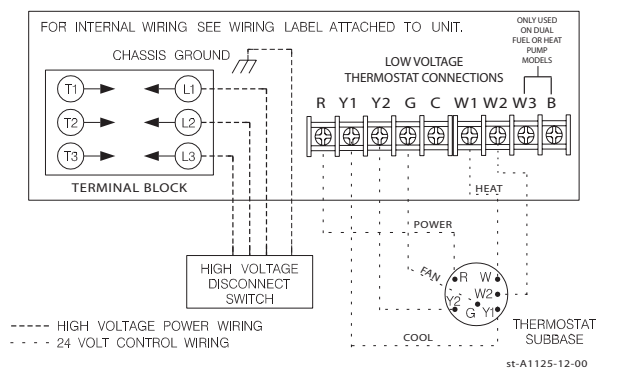 FOR INTERNAL WIRING SEE WIRING LABEL ATTACHED TO UNIT.
ONLY USED
ON DUAL
FUEL OR HEAT
PUMP
MODELS
CHASSIS GROUND
LOW VOLTAGE
THERMOSTAT CONNECTIONS
R Y1 Y2 G C W1 W2 W3 B
T1 L1
T2 L2
T3 L3
TERMINAL BLOCK
HEAT
POWER
HIGH VOLTAGE
DISCONNECT
SWITCH
FAN
R W
W2
Y2
G Y1
COOL
THERMOSTAT
SUBBASE
HIGH VOLTAGE POWER WIRING
24 VOLT CONTROL WIRING
st-A1125-12-00